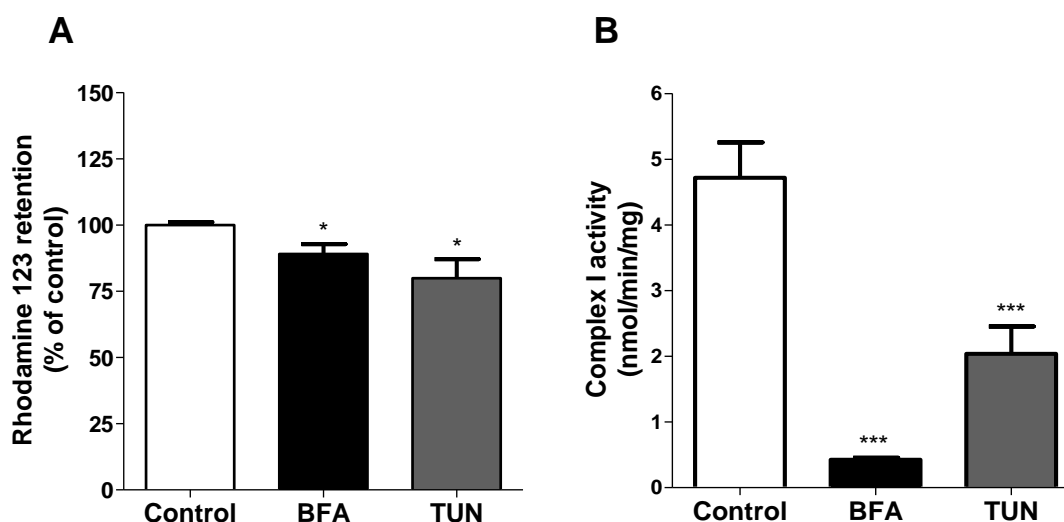 A
Rhodamine 123 retention
(% of control)
150
125
100
75
50
25
0
*
*
Control
BFA
TUN
B
Complex I activity
(nmol/min/mg)
6
5
4
3
2
1
0
***
***
Control
BFA
TUN